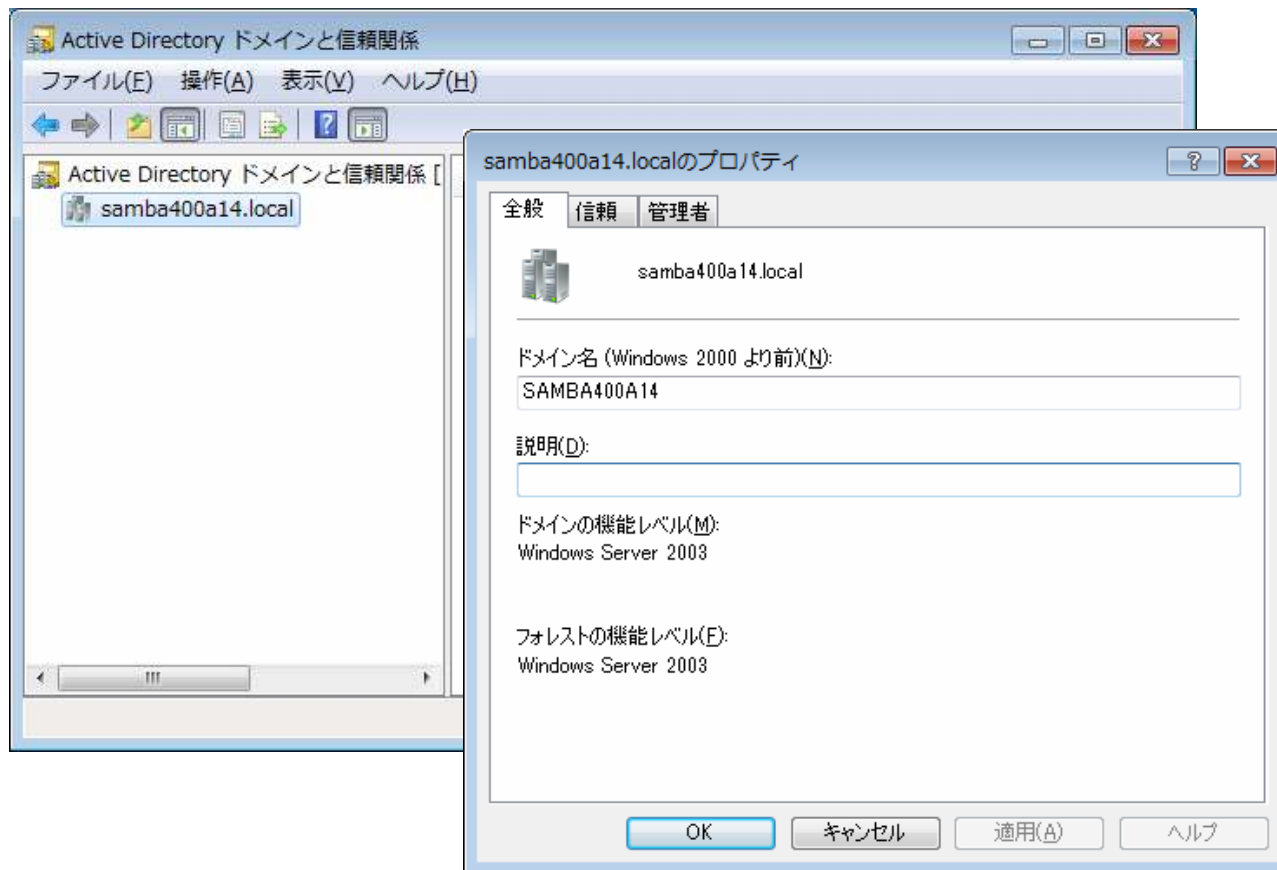 Active Directory ドメインと信頼関係
ファイル(F) 操作(A) 表示(V) ヘルプ(H)
Active Directory ドメインと信頼関係 [
samba400a14.local
samba400a14.localのプロパティ
全般 信頼 管理者
samba400a14.local
ドメイン名 (Windows 2000 より前)(N):
SAMBA400A14
説明(D):
ドメインの機能レベル(M):
Windows Server 2003
フォレストの機能レベル(F):
Windows Server 2003
OK キャンセル 適用(A) ヘルプ